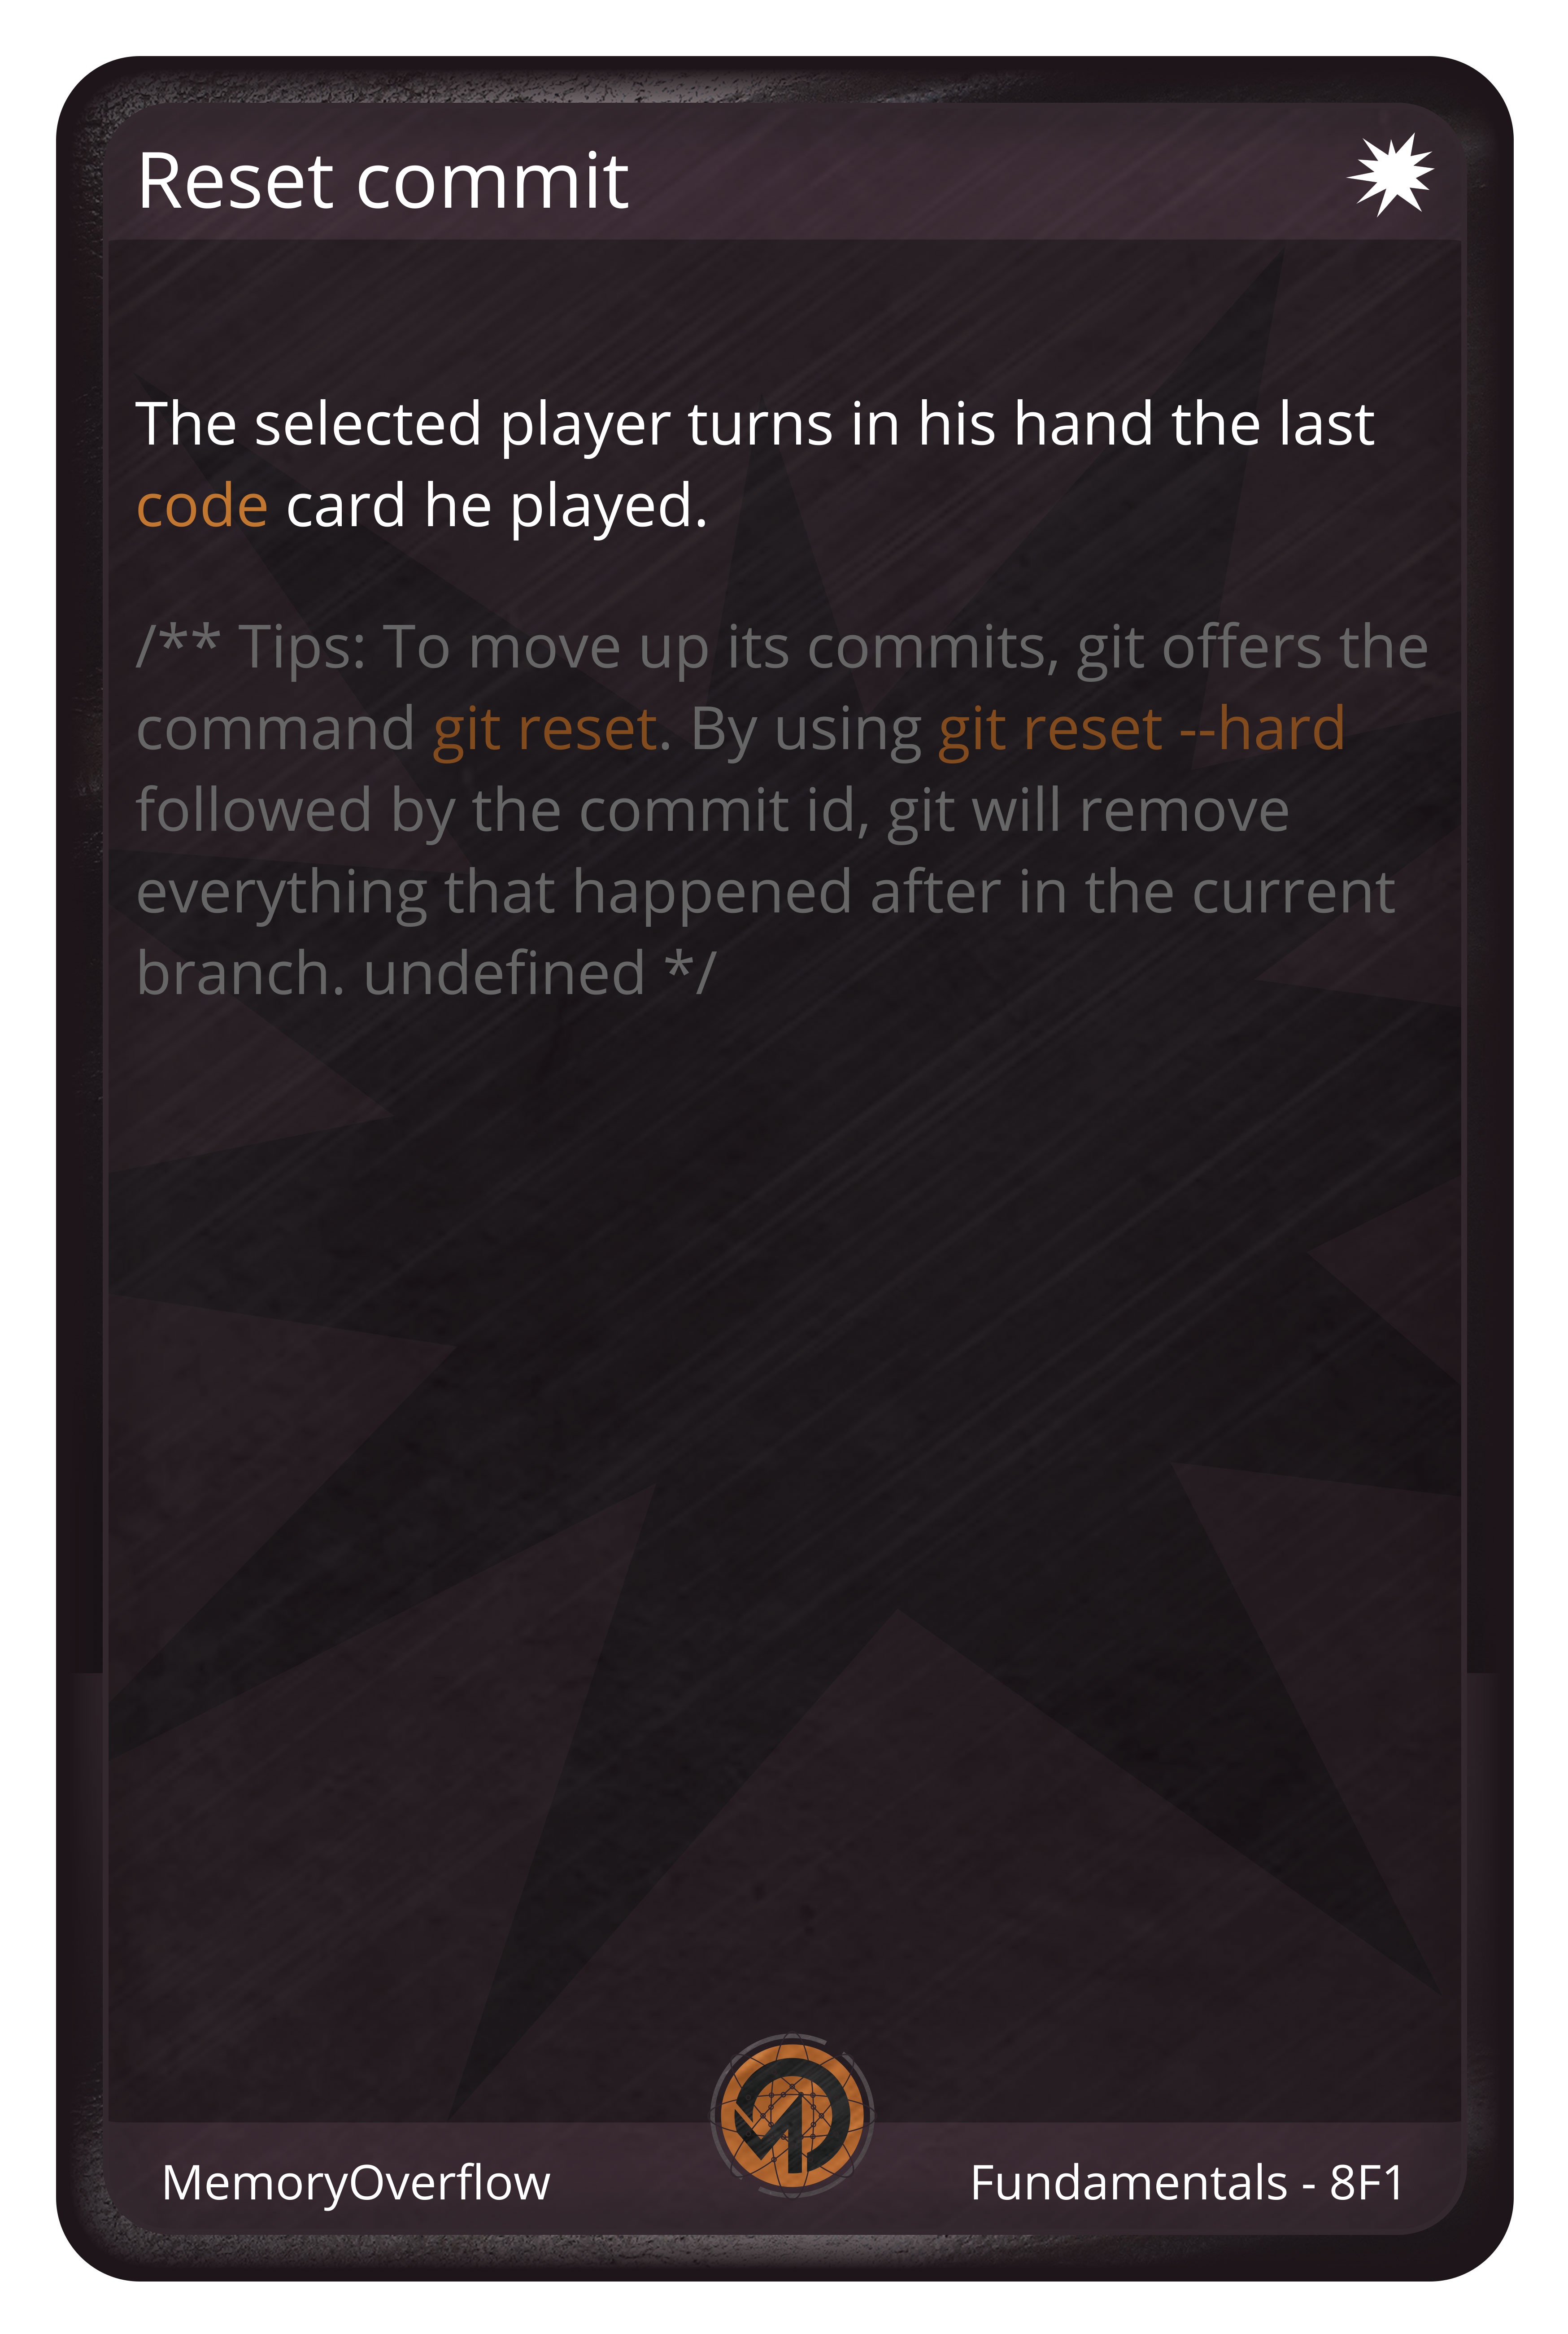 Reset commit
The selected player turns in his hand the last
code card he played.
/** Tips: To move up its commits, git offers the
command git reset. By using git reset --hard
followed by the commit id, git will remove
everything that happened after in the current
branch. undefined */
MemoryOverflow
Fundamentals - 8F1